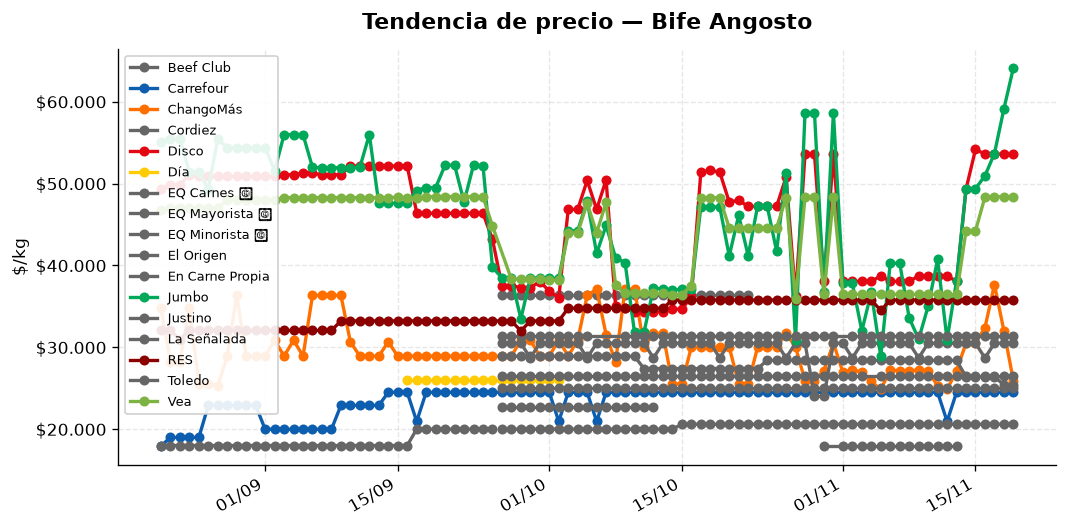 Tendencia de precio — Bife Angosto
$/kg
$60.000
$50.000
$40.000
$30.000
$20.000
Beef Club
Carrefour
ChangoMás
Cordiez
Disco
Día
EQ Carnes
EQ Mayorista
EQ Minorista
El Origen
En Carne Propia
Jumbo
Justino
La Señalada
RES
Toledo
Vea
01/09
15/09
01/10
15/10
01/11
15/11